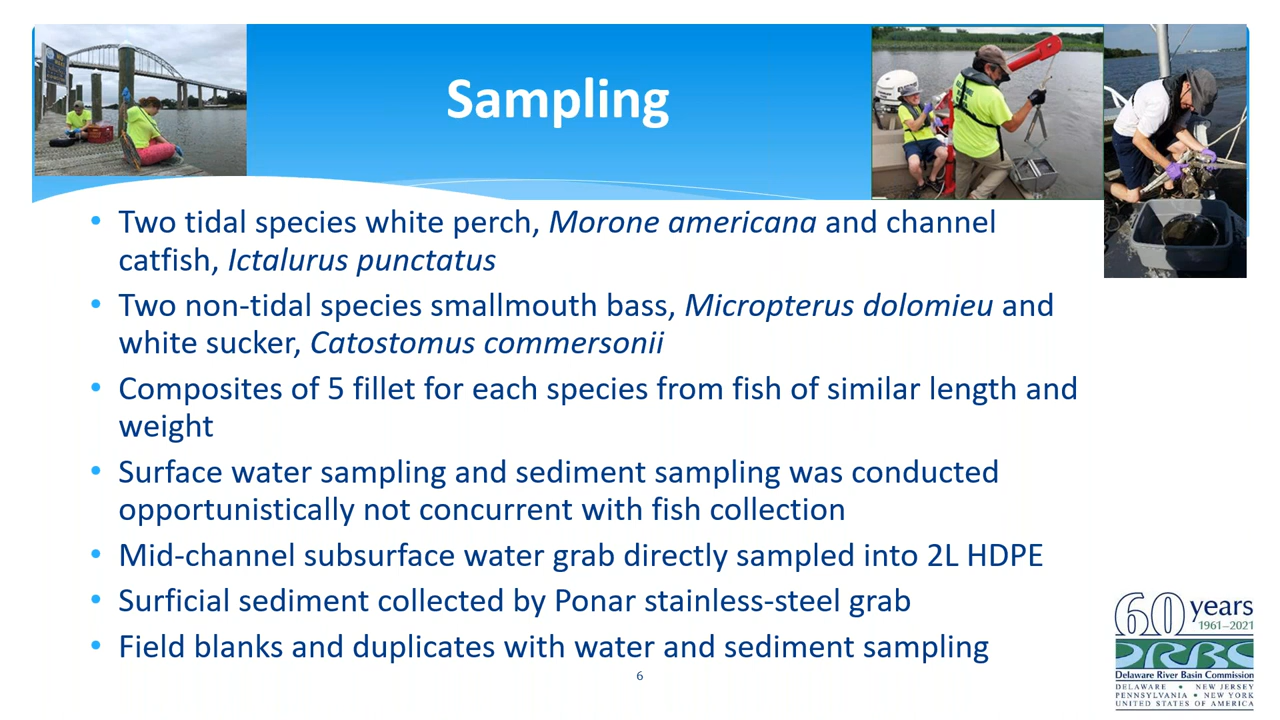 Sampling
• Two tidal species white perch, Morone americana and channel
catfish, Ictalurus punctatus
• Two non-tidal species smallmouth bass, Micropterus dolomieu and
white sucker, Catostomus commersonii
• Composites of 5 fillet for each species from fish of similar length and
weight
• Surface water sampling and sediment sampling was conducted
opportunistically not concurrent with fish collection
• Mid-channel subsurface water grab directly sampled into 2L HDPE
• Surficial sediment collected by Ponar stainless-steel grab
• Field blanks and duplicates with water and sediment sampling
6
60 years
1961–2021
DRBC
Delaware River Basin Commission
DELAWARE • NEW JERSEY
PENNSYLVANIA • NEW YORK
UNITED STATES OF AMERICA